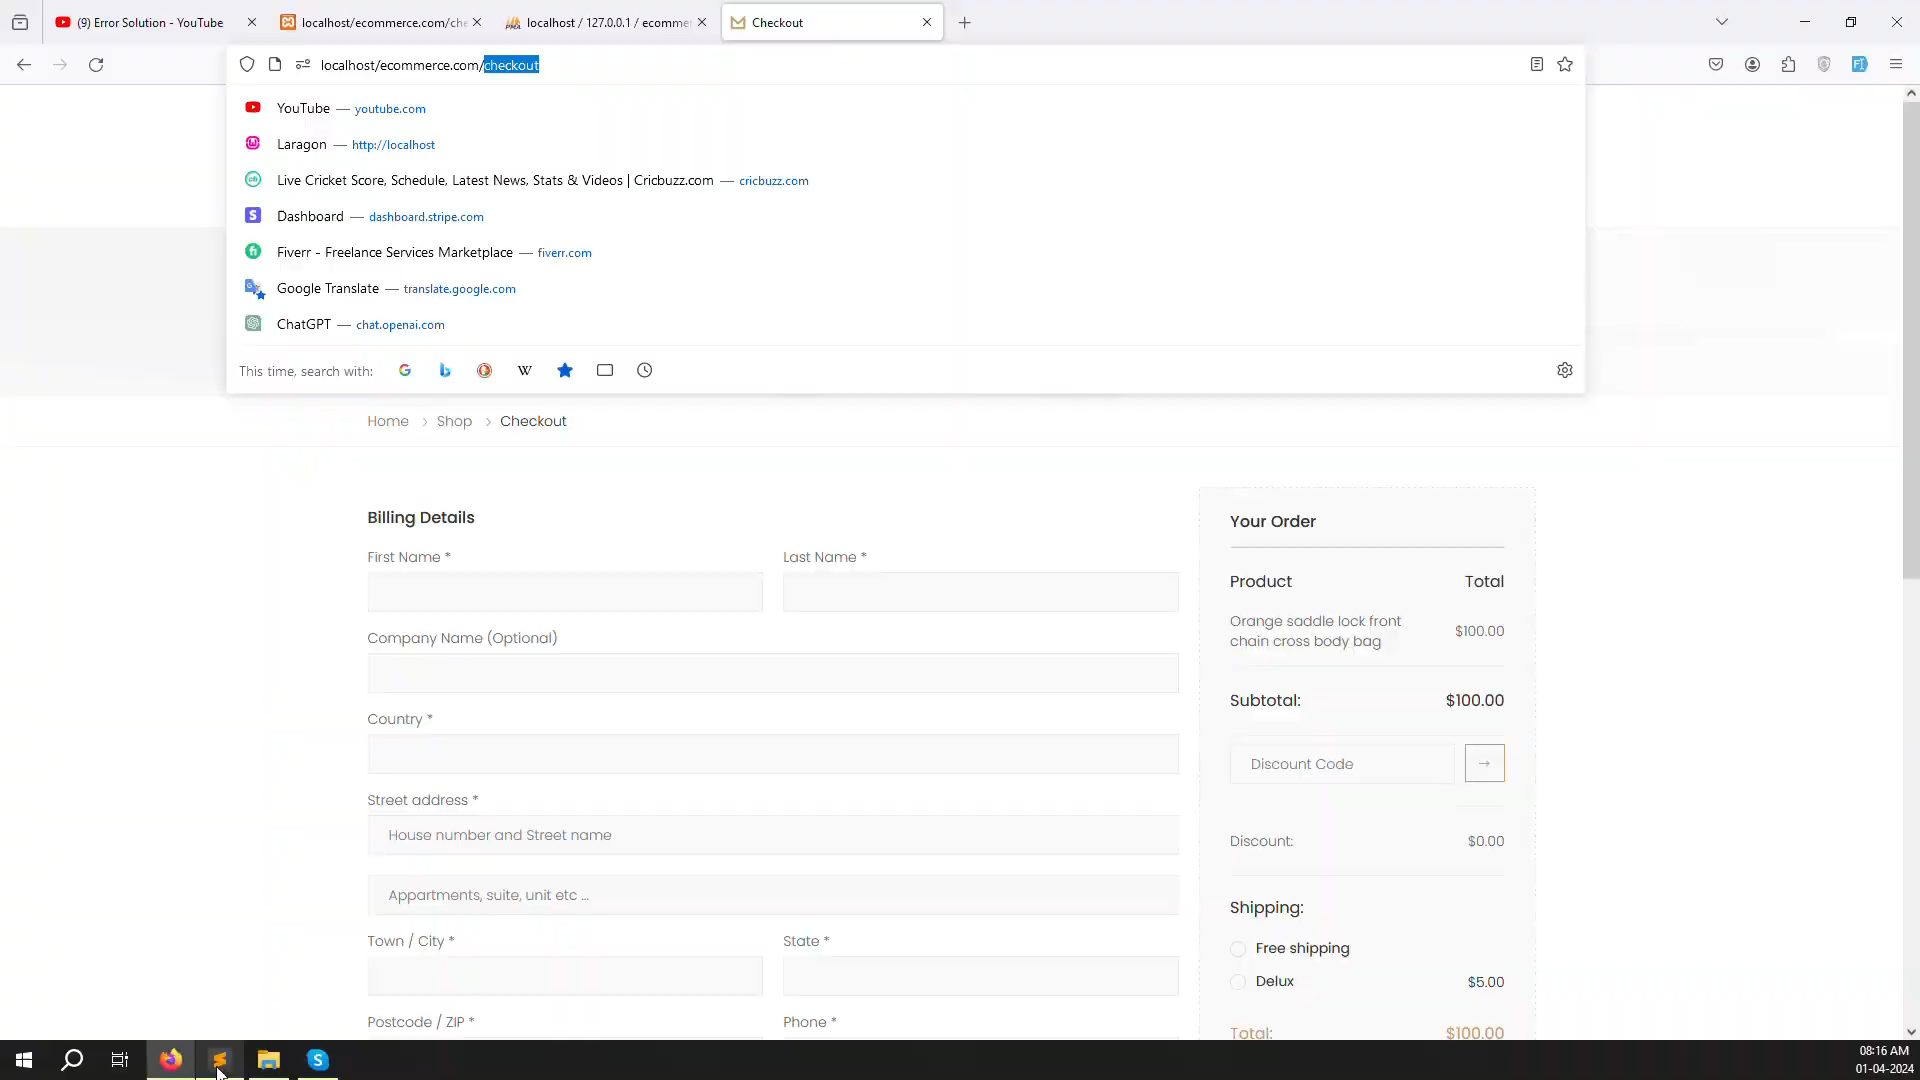 (9) Error Solution - YouTube
localhost/ecommerce.com/che
localhost / 127.0.0.1 / ecomme
Checkout
localhost/ecommerce.com/checkout
YouTube — youtube.com
Laragon — http://localhost
Live Cricket Score, Schedule, Latest News, Stats & Videos | Cricbuzz.com — cricbuzz.com
Dashboard — dashboard.stripe.com
Fiverr - Freelance Services Marketplace — fiverr.com
Google Translate — translate.google.com
ChatGPT — chat.openai.com
This time, search with:
Home > Shop > Checkout
Billing Details
First Name *
Last Name *
Company Name (Optional)
Country *
Street address *
House number and Street name
Appartments, suite, unit etc ...
Town / City *
State *
Postcode / ZIP *
Phone *
Your Order
Product Total
Orange saddle lock front
chain cross body bag
$100.00
Subtotal: $100.00
Discount Code →
Discount: $0.00
Shipping:
Free shipping
Delux $5.00
Total: $100.00
08:16 AM
01-04-2024